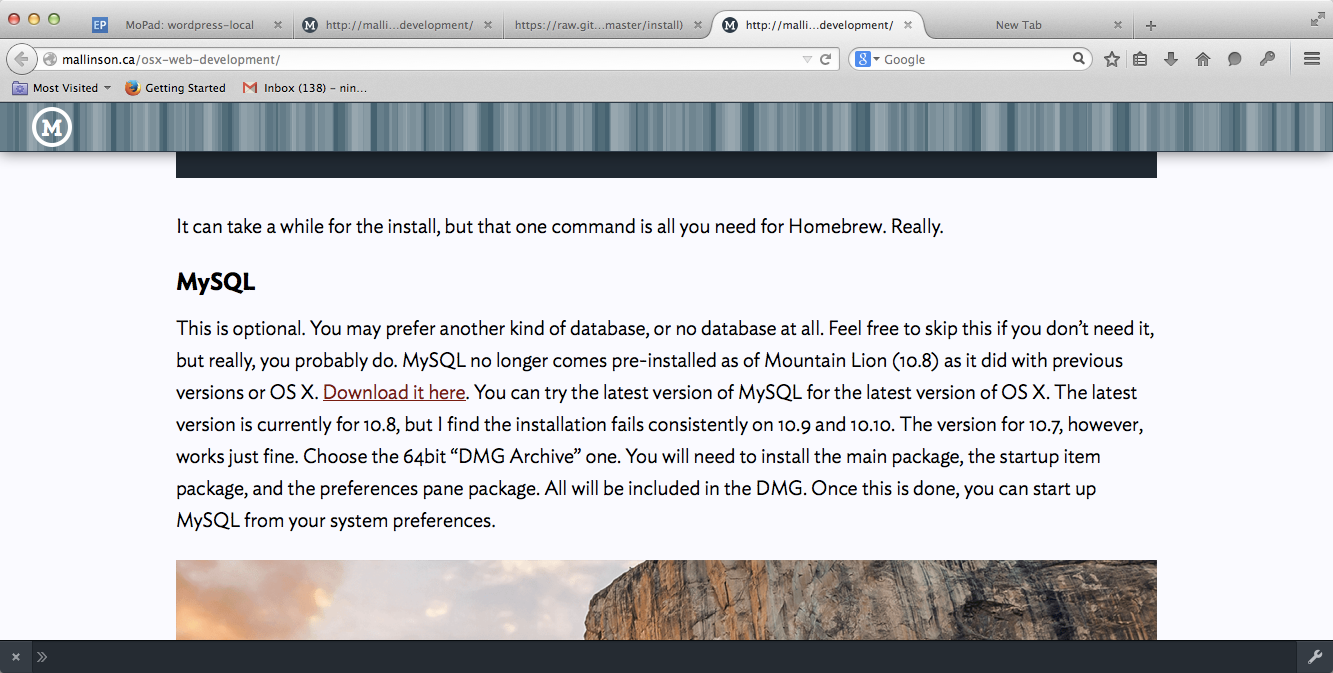 EP MoPad: wordpress-local × M http://malli...development/ × https://raw.git...master/install) × M http://malli...development/ × New Tab × +
mallinson.ca/osx-web-development/ 8 Google
Most Visited Getting Started Inbox (138) – nin...
M
It can take a while for the install, but that one command is all you need for Homebrew. Really.
MySQL
This is optional. You may prefer another kind of database, or no database at all. Feel free to skip this if you don’t need it,
but really, you probably do. MySQL no longer comes pre-installed as of Mountain Lion (10.8) as it did with previous
versions or OS X. Download it here. You can try the latest version of MySQL for the latest version of OS X. The latest
version is currently for 10.8, but I find the installation fails consistently on 10.9 and 10.10. The version for 10.7, however,
works just fine. Choose the 64bit “DMG Archive” one. You will need to install the main package, the startup item
package, and the preferences pane package. All will be included in the DMG. Once this is done, you can start up
MySQL from your system preferences.
× »